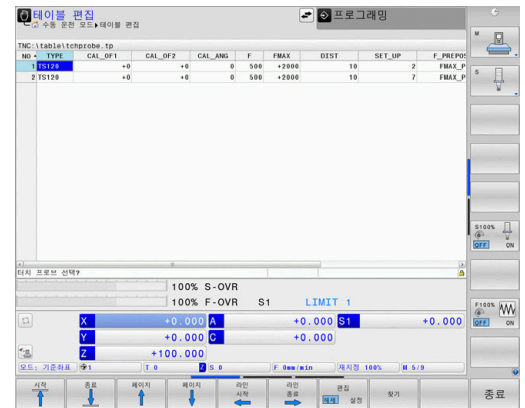 테이블 편집
수동 운전 모드▶테이블 편집
프로그래밍
TNC:\table\tchprobe.tp
NO TYPE CAL_OF1 CAL_OF2 CAL_ANG F FMAX DIST SET_UP F_PREPOS
1 TS120 +0 +0 0 500 +2000 10 2 FMAX_P
2 TS120 +0 +0 0 500 +2000 10 7 FMAX_P
터치 프로브 선택?
100% S-OVR
100% F-OVR S1 LIMIT 1
X +0.000 A +0.000 S1 +0.000
Y +0.000 C +0.000
Z +100.000
모드: 기준좌표 1 T 0 Z S 0 F 0mm/min 재지정 100% M 5/9
시작 종료 페이지 페이지 라인 시작 라인 종료 편집 해제 설정 찾기 종료
M
S
S100%
OFF ON
F100%
OFF ON